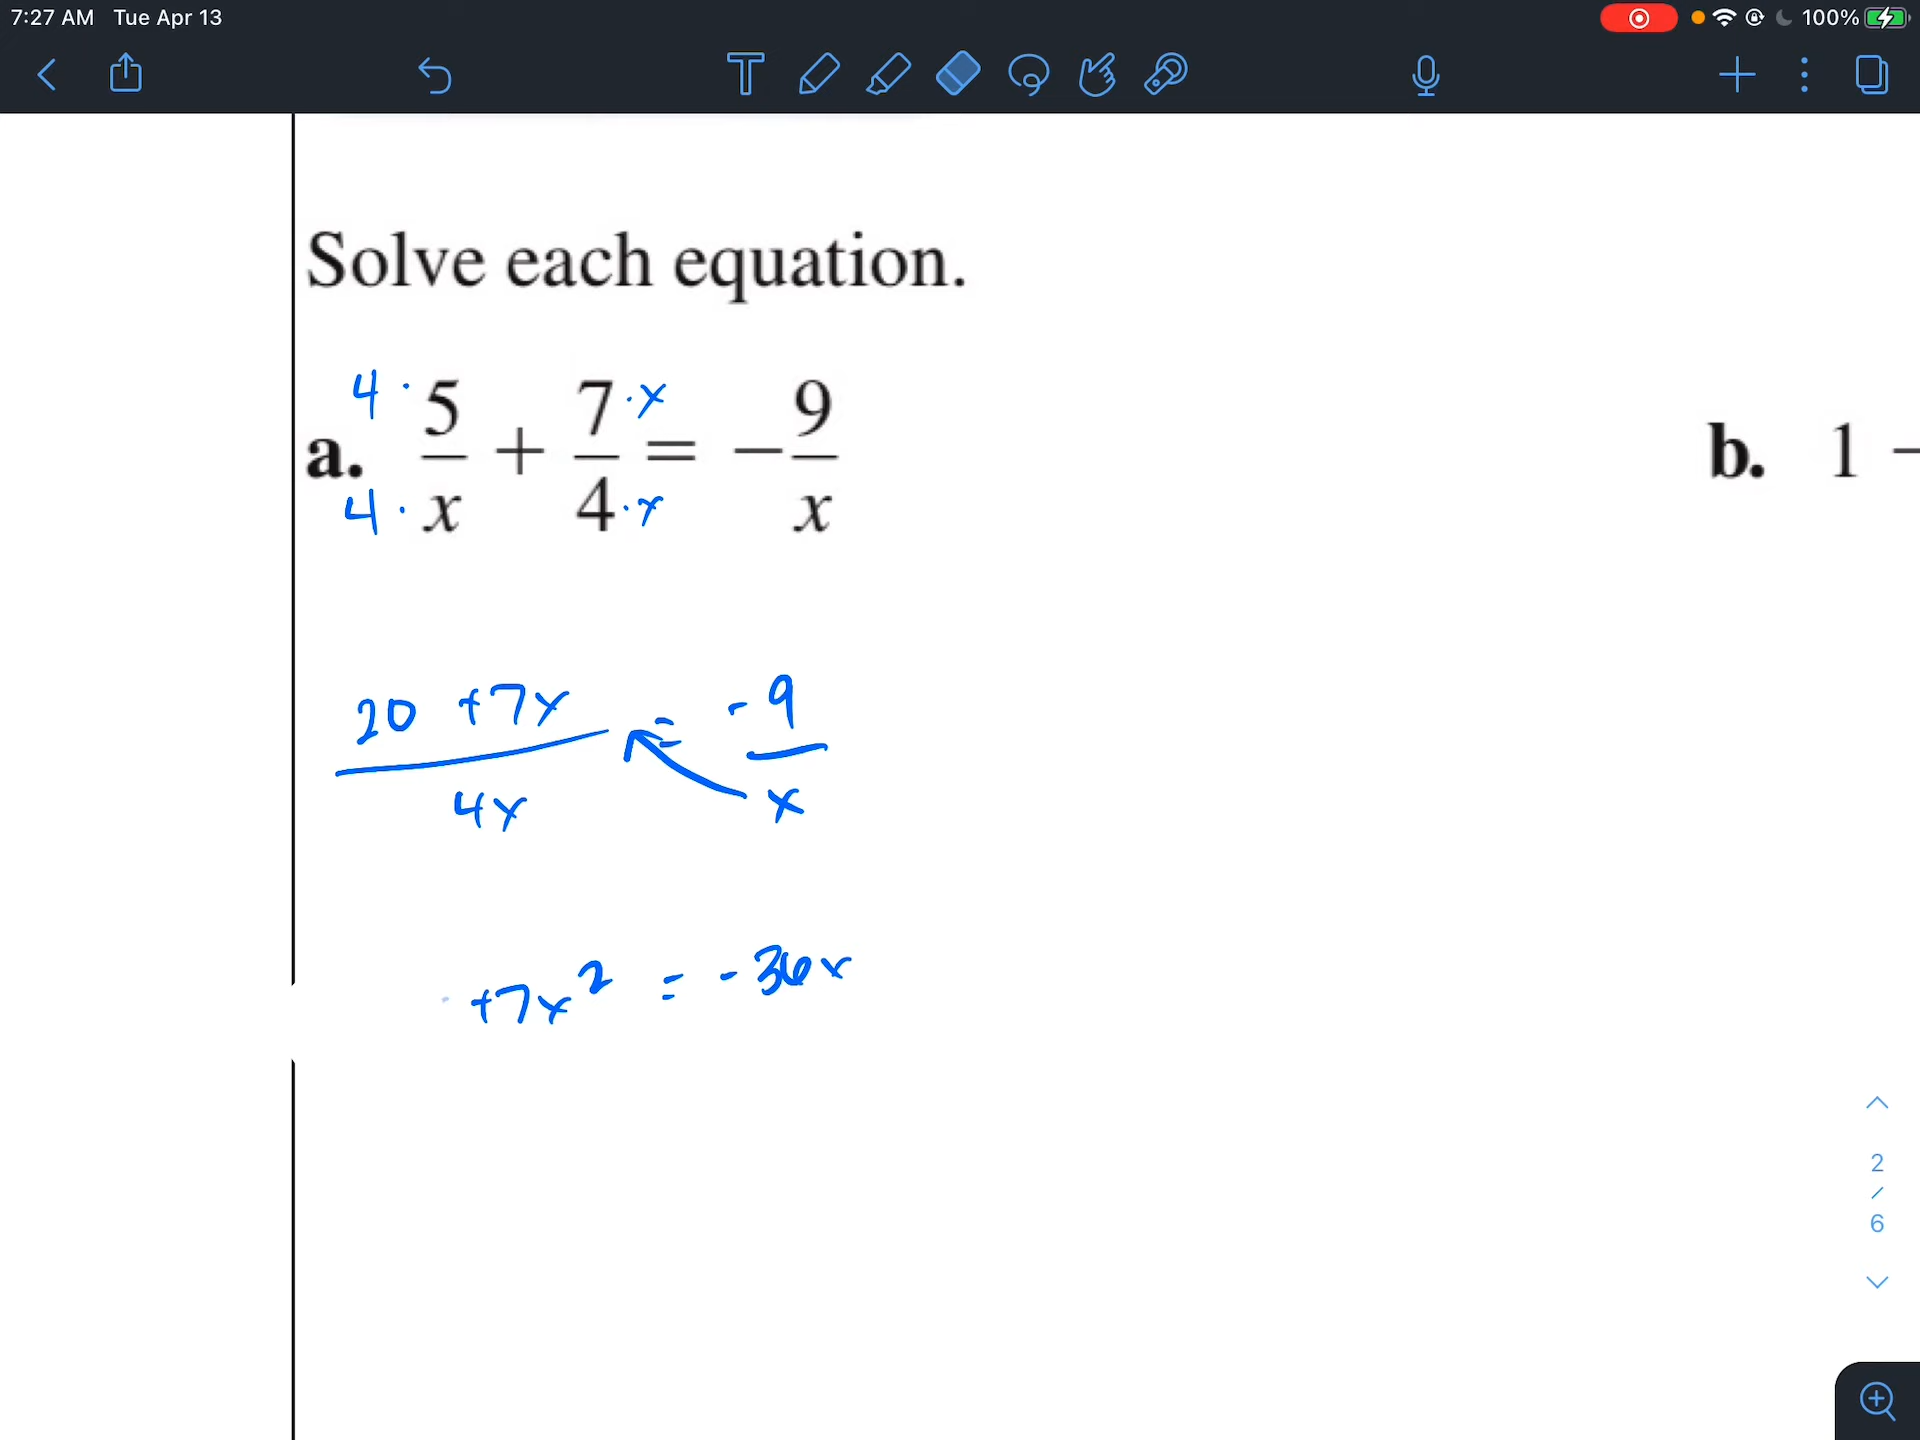 7:27 AM Tue Apr 13 100%
T
Solve each equation.
4 · 5 7 · x 9
a. — + — = - — b. 1 -
4 · x 4 · x x
20 +7x = -9
4x x
+7x² = -36x
2
/
6